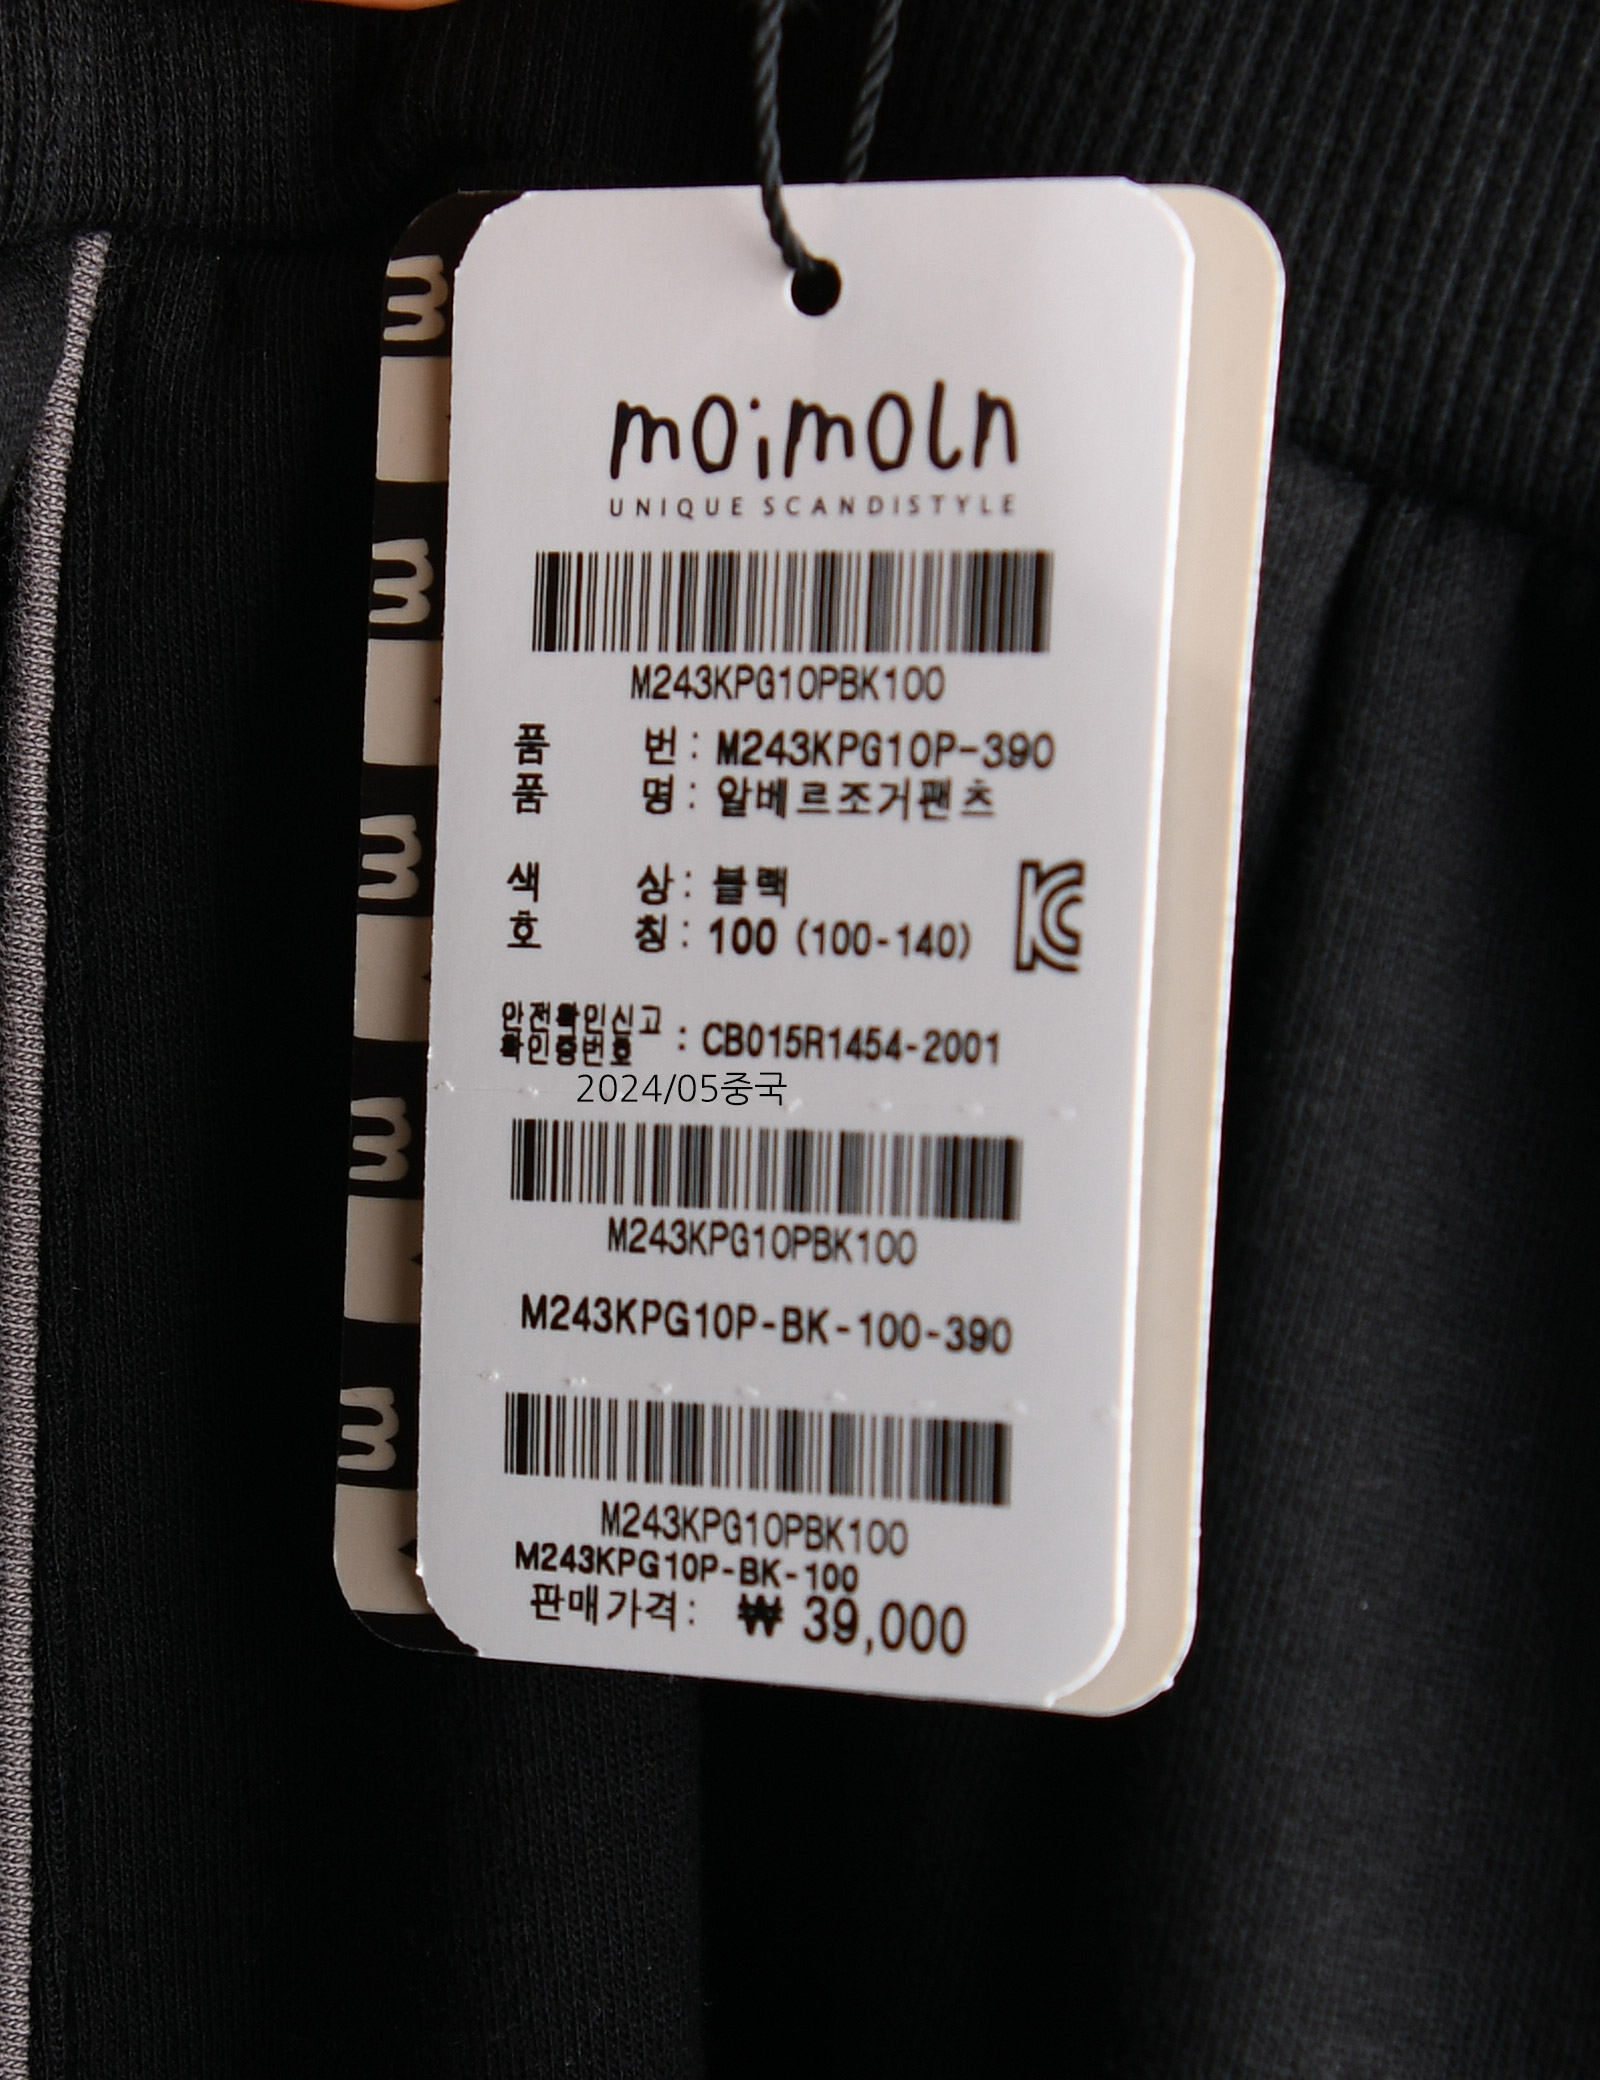 moimoln
UNIQUE SCANDISTYLE
M243KPG10PBK100
품 번 : M243KPG10P-390
품 명 : 알베르조거팬츠
색 상 : 블랙
호 칭 : 100 (100-140)
안전확인신고
확인증번호 : CB015R1454-2001
2024/05중국
M243KPG10PBK100
M243KPG10P-BK-100-390
M243KPG10PBK100
M243KPG10P-BK-100
판매가격: ₩ 39,000